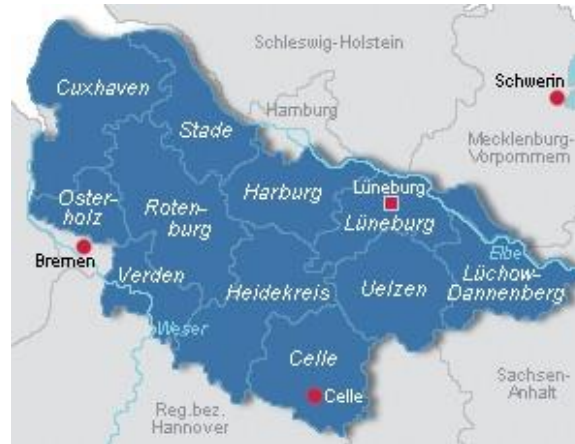 Schleswig-Holstein
Cuxhaven
Schwerin
Stade
Hamburg
Mecklenburg-
Vorpommern
Harburg
Lüneburg
Lüneburg
Oster-
holz
Roten-
burg
Bremen
Elbe
Verden
Heidekreis
Uelzen
Lüchow-
Dannenberg
Weser
Celle
Celle
Sachsen-
Anhalt
Reg.bez.
Hannover